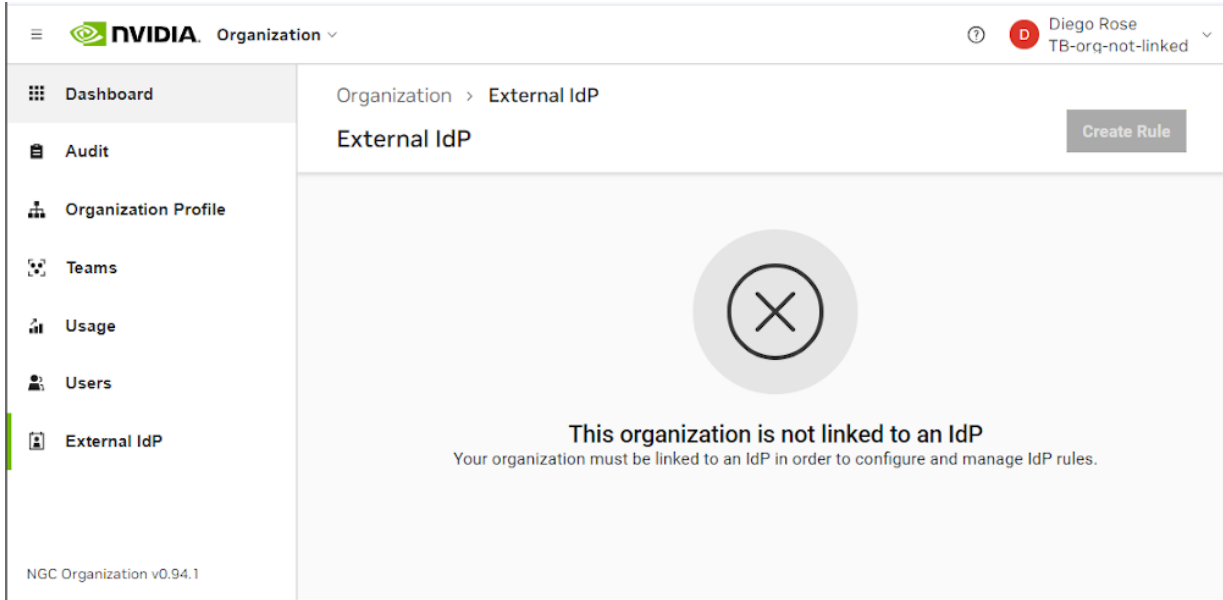 NVIDIA. Organization
D
Diego Rose
TB-org-not-linked
Dashboard
Audit
Organization Profile
Teams
Usage
Users
External IdP
NGC Organization v0.94.1
Organization > External IdP
External IdP
Create Rule
This organization is not linked to an IdP
Your organization must be linked to an IdP in order to configure and manage IdP rules.